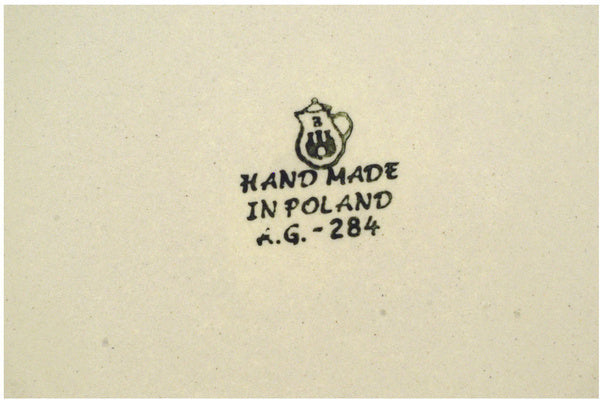 B
HAND MADE
IN POLAND
A.G. - 284